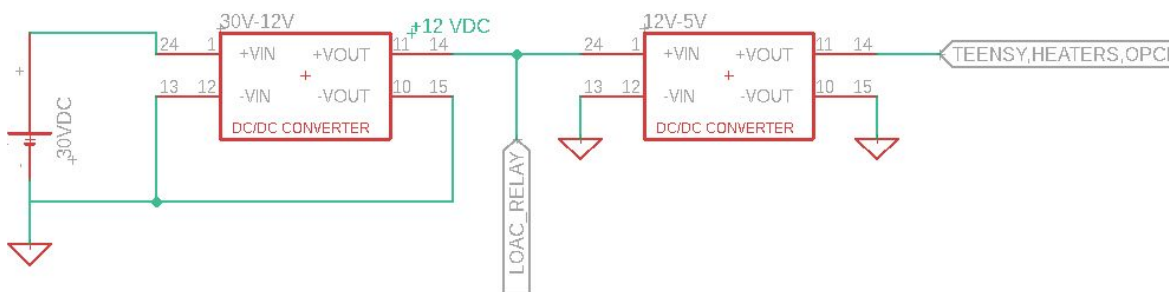 30V-12V
+12 VDC
12V-5V
24 1 +VIN +VOUT 11 14
24 1 +VIN +VOUT 11 14
TEENSY,HEATERS,OPC
13 12 -VIN -VOUT 10 15
13 12 -VIN -VOUT 10 15
DC/DC CONVERTER
DC/DC CONVERTER
30VDC
LOAC_RELAY